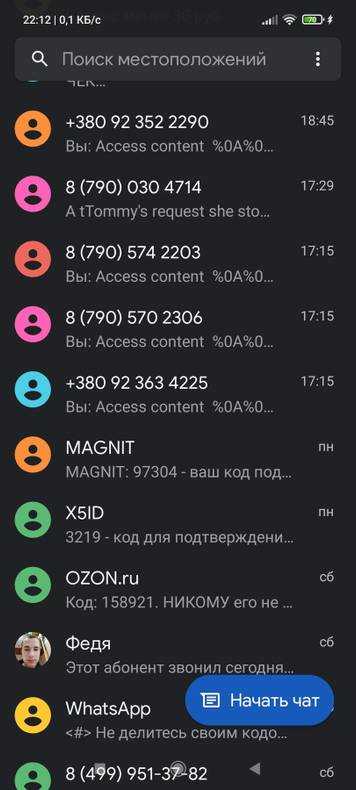 22:12 | 0,1 КБ/с
70
Поиск местоположений
ЧЕК…
+380 92 352 2290
18:45
Вы: Access content %0A%0…
8 (790) 030 4714
17:29
A tTommy's request she sto…
8 (790) 574 2203
17:15
Вы: Access content %0A%0…
8 (790) 570 2306
17:15
Вы: Access content %0A%0…
+380 92 363 4225
17:15
Вы: Access content %0A%0…
MAGNIT
пн
MAGNIT: 97304 - ваш код под…
X5ID
пн
3219 - код для подтверждени…
OZON.ru
сб
Код: 158921. НИКОМУ его не …
Федя
сб
Этот абонент звонил сегодня…
WhatsApp
Начать чат
<#> Не делитесь своим кодо…
8 (499) 951-37-82
сб